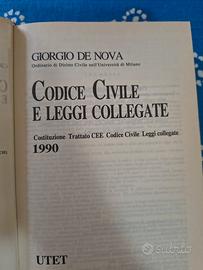 GIORGIO DE NOVA
Ordinario di Diritto Civile nell'Università di Milano
CODICE CIVILE
E LEGGI COLLEGATE
Costituzione Trattato CEE Codice Civile Leggi collegate
1990
UTET
Subito